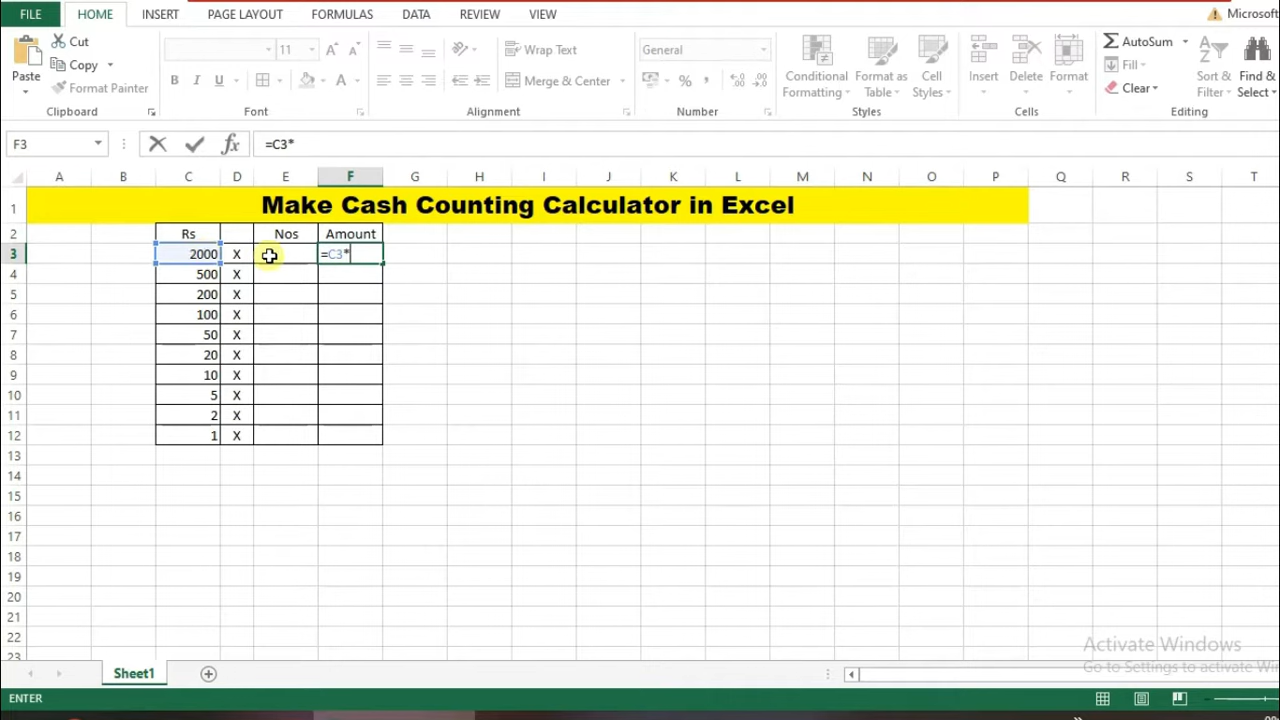 FILE HOME INSERT PAGE LAYOUT FORMULAS DATA REVIEW VIEW Microsoft
Cut
Copy
Paste
Format Painter
Clipboard
11
B I U
Font
Wrap Text
Merge & Center
Alignment
General
%
Number
Conditional Formatting
Format as Table
Cell Styles
Styles
Insert Delete Format
Cells
AutoSum
Fill
Clear
Sort & Filter
Find & Select
Editing
F3 fx =C3*
A B C D E F G H I J K L M N O P Q R S T
1 Make Cash Counting Calculator in Excel
2 Rs Nos Amount
3 2000 X =C3*
4 500 X
5 200 X
6 100 X
7 50 X
8 20 X
9 10 X
10 5 X
11 2 X
12 1 X
13
14
15
16
17
18
19
20
21
22
23
Activate Windows
Go to Settings to activate Win
Sheet1
ENTER